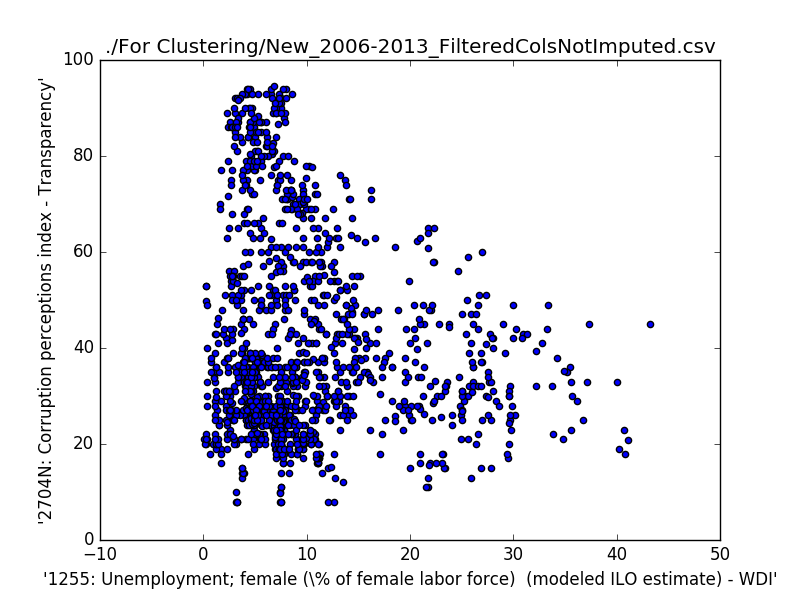 ./For Clustering/New_2006-2013_FilteredColsNotImputed.csv
100
80
60
40
20
0
'2704N: Corruption perceptions index - Transparency'
−10 0 10 20 30 40 50
'1255: Unemployment; female (\% of female labor force)  (modeled ILO estimate) - WDI'